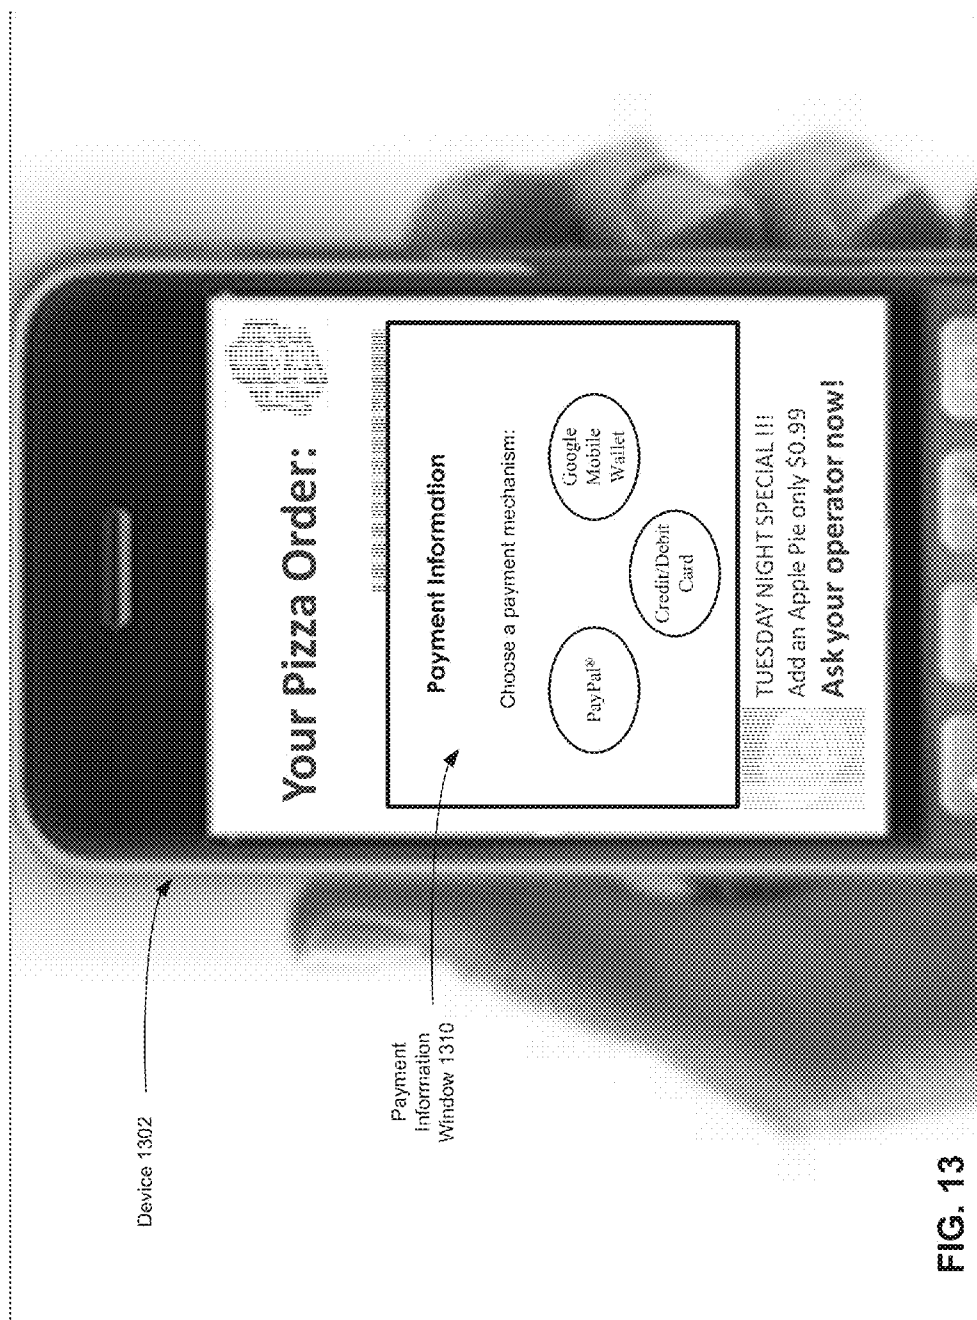 Device 1302
Payment
Information
Window 1310
Your Pizza Order:
Payment Information
Choose a payment mechanism:
PayPal®
Credit/Debit
Card
Google
Mobile
Wallet
TUESDAY NIGHT SPECIAL !!!
Add an Apple Pie only $0.99
Ask your operator now!
FIG. 13